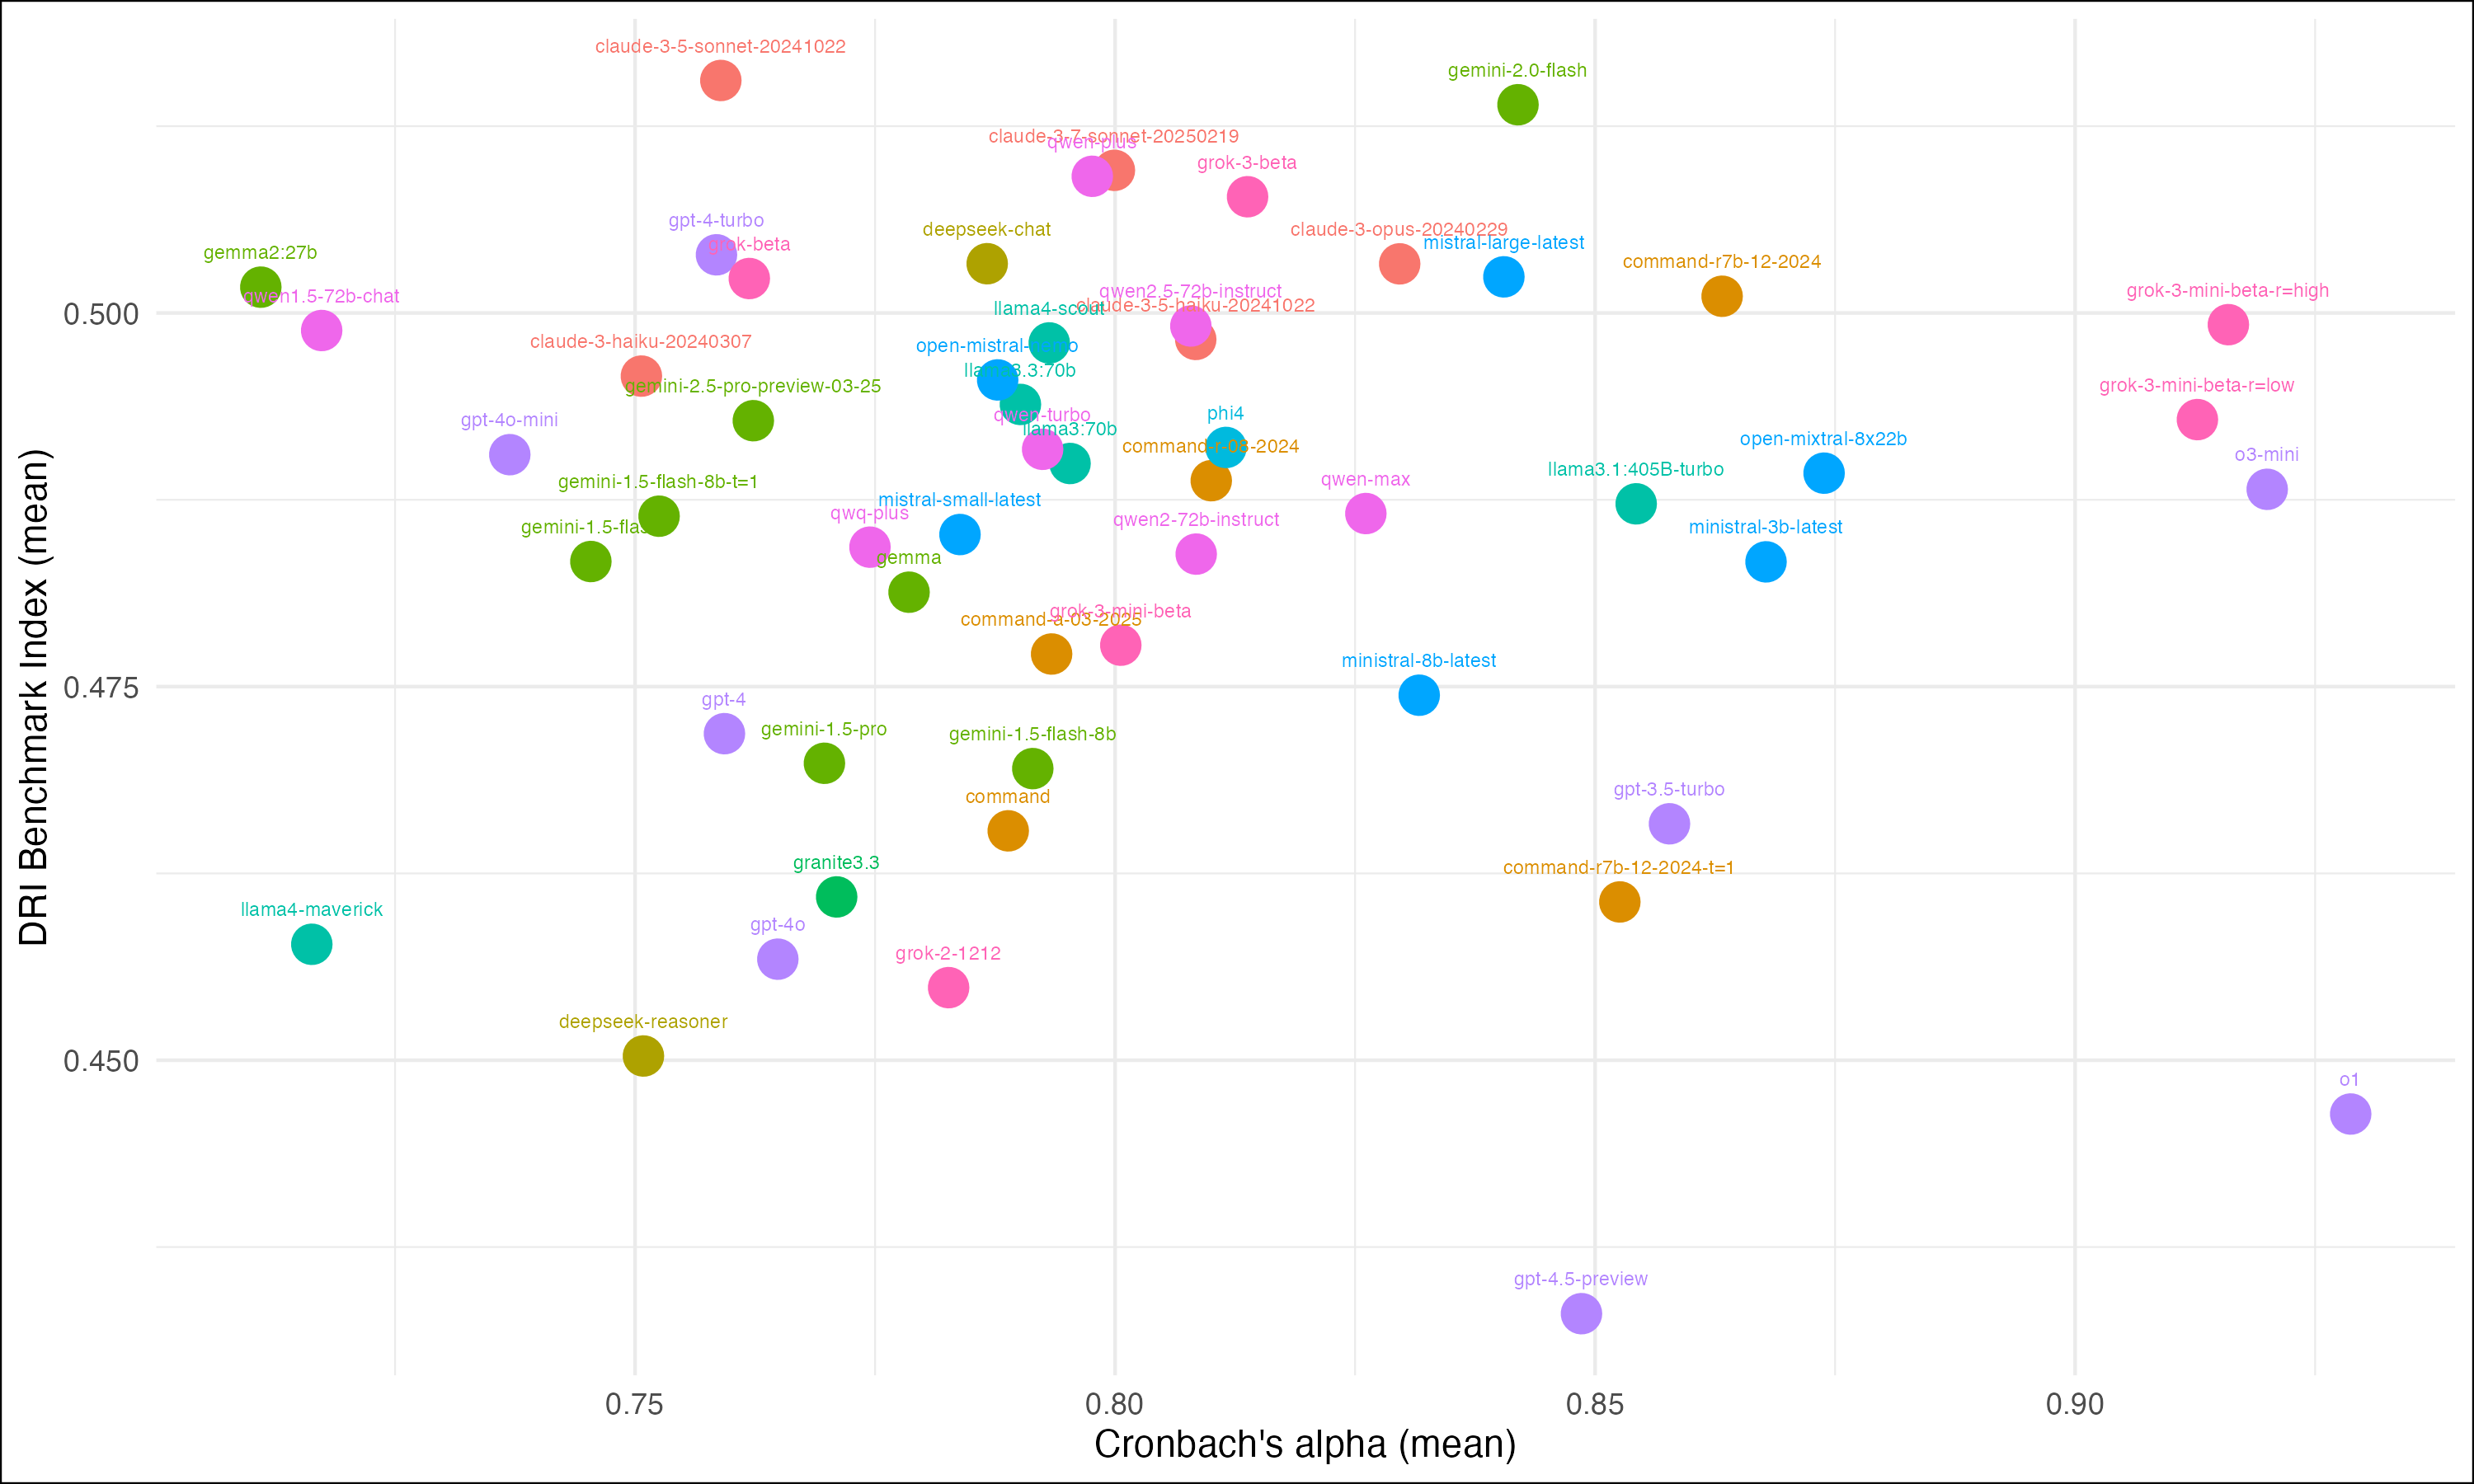 claude-3-5-sonnet-20241022
gemini-2.0-flash
claude-3-7-sonnet-20250219
qwen-plus
grok-3-beta
gpt-4-turbo
deepseek-chat
claude-3-opus-20240229
grok-beta
mistral-large-latest
gemma2:27b
command-r7b-12-2024
qwen1.5-72b-chat
qwen2.5-72b-instruct
grok-3-mini-beta-r=high
claude-3-5-haiku-20241022
llama4-scout
0.500
claude-3-haiku-20240307
open-mistral-nemo
llama3.3:70b
gemini-2.5-pro-preview-03-25
grok-3-mini-beta-r=low
gpt-4o-mini
qwen-turbo
phi4
llama3:70b
command-r-08-2024
open-mixtral-8x22b
o3-mini
llama3.1:405B-turbo
gemini-1.5-flash-8b-t=1
qwen-max
mistral-small-latest
qwq-plus
qwen2-72b-instruct
gemini-1.5-flash
ministral-3b-latest
gemma
grok-3-mini-beta
command-a-03-2025
ministral-8b-latest
0.475
gpt-4
gemini-1.5-pro
gemini-1.5-flash-8b
gpt-3.5-turbo
command
granite3.3
command-r7b-12-2024-t=1
llama4-maverick
gpt-4o
grok-2-1212
deepseek-reasoner
0.450
o1
gpt-4.5-preview
0.75
0.80
0.85
0.90
Cronbach's alpha (mean)
DRI Benchmark Index (mean)